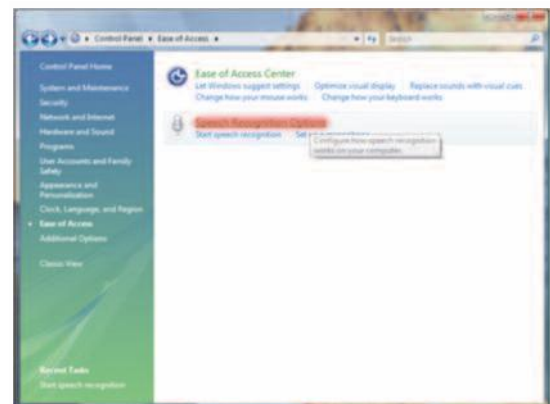 Control Panel ▸ Ease of Access ▸
Search
Control Panel Home
System and Maintenance
Security
Network and Internet
Hardware and Sound
Programs
User Accounts and Family
Safety
Appearance and
Personalization
Clock, Language, and Region
Ease of Access
Additional Options
Classic View
Recent Tasks
Start speech recognition
Ease of Access Center
Let Windows suggest settings Optimize visual display Replace sounds with visual cues
Change how your mouse works Change how your keyboard works
Speech Recognition Options
Start speech recognition Set
Configure how speech recognition
works on your computer.